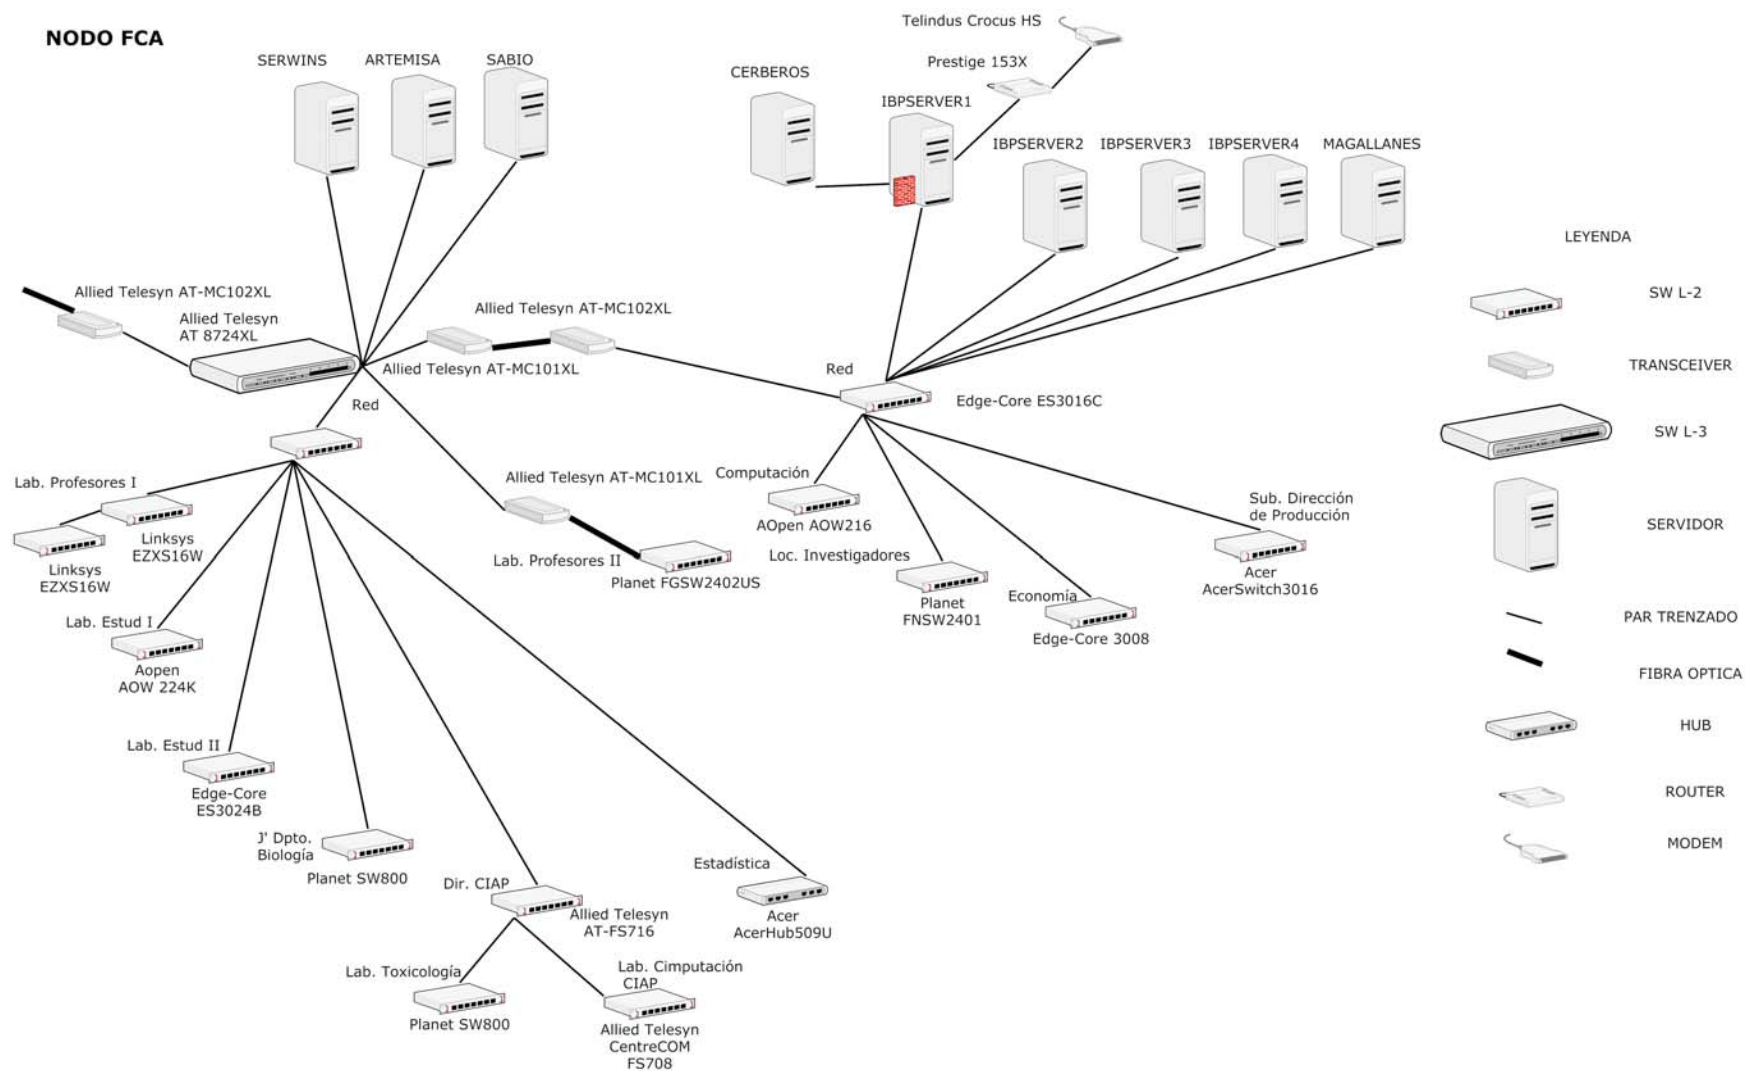 NODO FCA
SERWINS
ARTEMISA
SABIO
CERBEROS
Telindus Crocus HS
Prestige 153X
IBPSERVER1
IBPSERVER2
IBPSERVER3
IBPSERVER4
MAGALLANES
Allied Telesyn AT-MC102XL
Allied Telesyn
AT 8724XL
Allied Telesyn AT-MC102XL
Allied Telesyn AT-MC101XL
Red
Red
Edge-Core ES3016C
Lab. Profesores I
Linksys
EZXS16W
Linksys
EZXS16W
Allied Telesyn AT-MC101XL
Lab. Profesores II
Planet FGSW2402US
Computación
AOpen AOW216
Loc. Investigadores
Planet
FNSW2401
Economía
Edge-Core 3008
Sub. Dirección
de Producción
Acer
AcerSwitch3016
Lab. Estud I
Aopen
AOW 224K
Lab. Estud II
Edge-Core
ES3024B
J' Dpto.
Biología
Planet SW800
Dir. CIAP
Allied Telesyn
AT-FS716
Estadística
Acer
AcerHub509U
Lab. Toxicología
Planet SW800
Lab. Cimputación
CIAP
Allied Telesyn
CentreCOM
FS708
LEYENDA
SW L-2
TRANSCEIVER
SW L-3
SERVIDOR
PAR TRENZADO
FIBRA OPTICA
HUB
ROUTER
MODEM